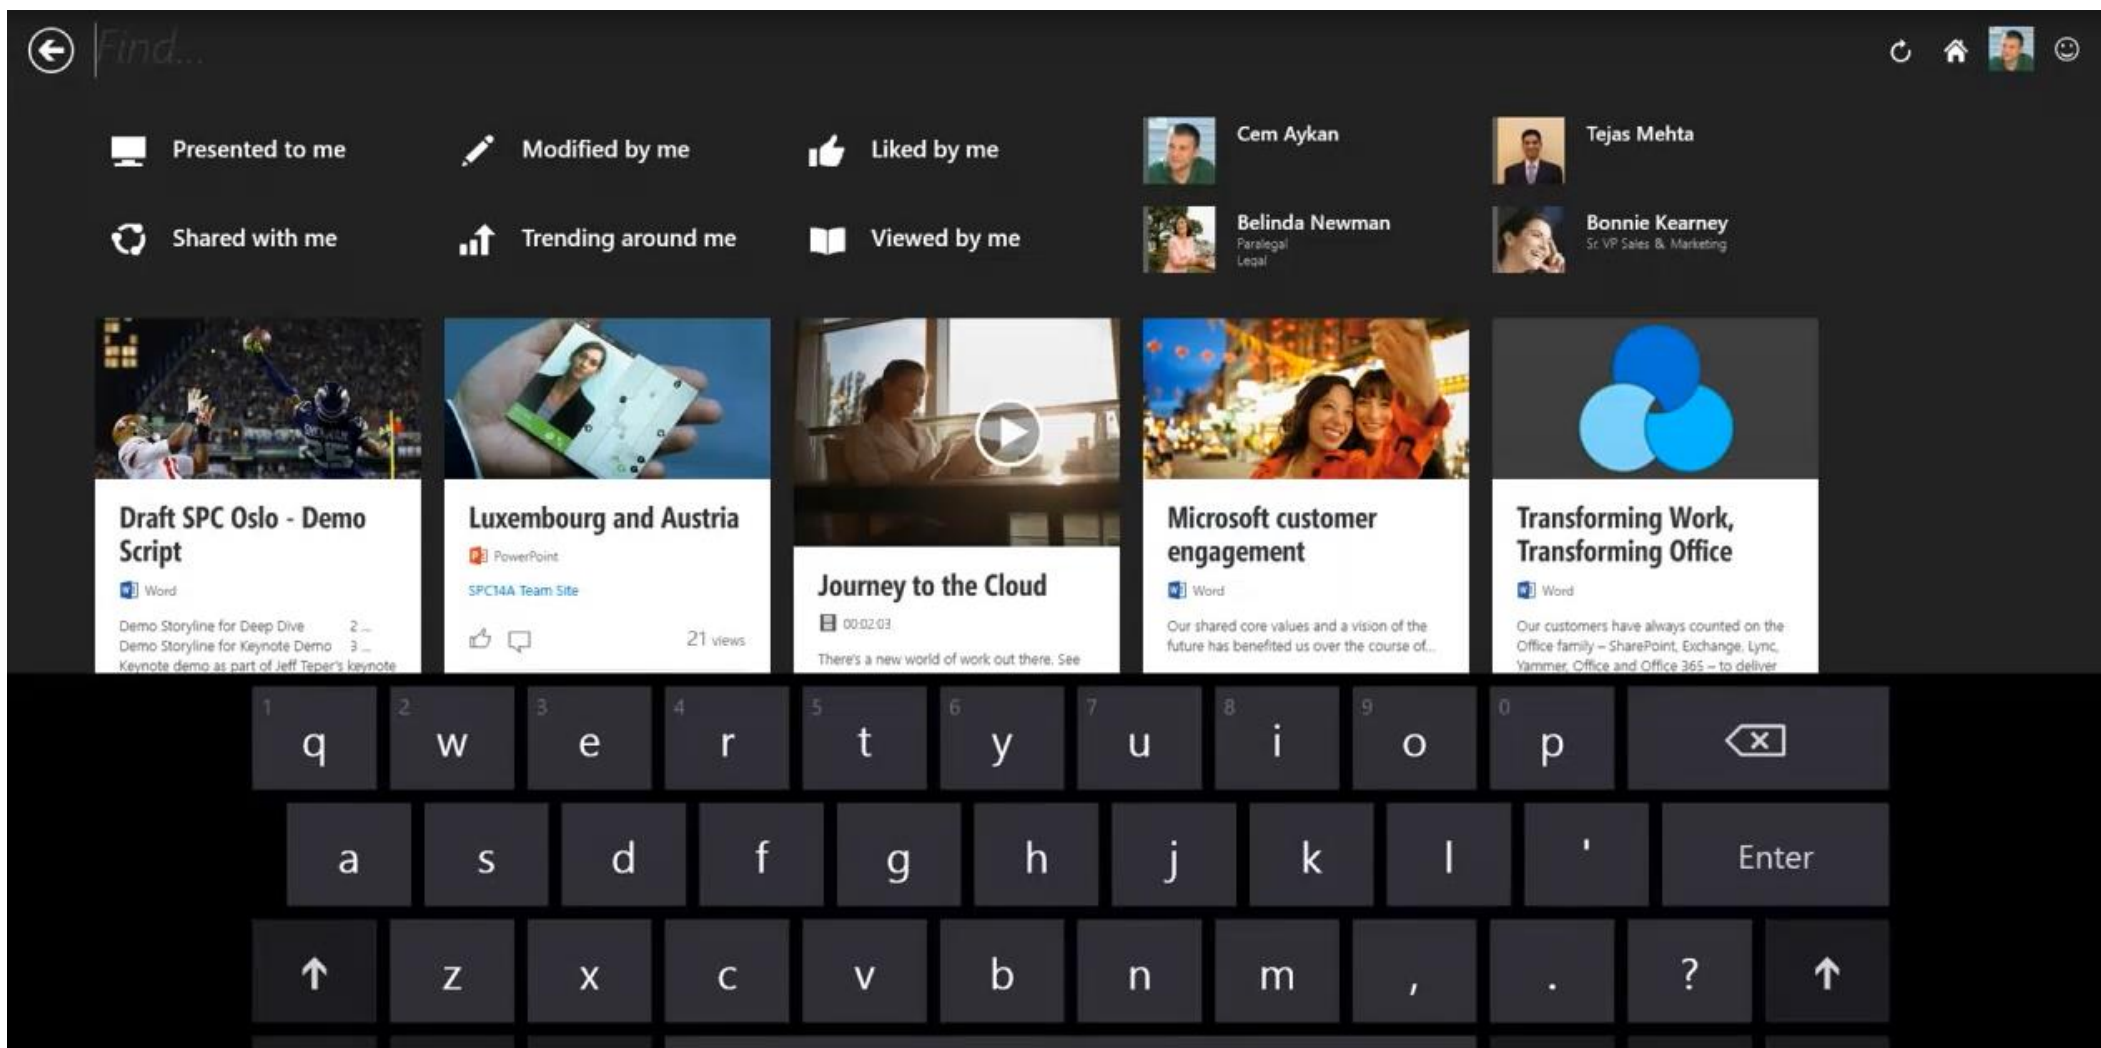 Find...
Presented to me
Modified by me
Liked by me
Cem Aykan
Tejas Mehta
Shared with me
Trending around me
Viewed by me
Belinda Newman
Paralegal
Legal
Bonnie Kearney
Sr. VP Sales & Marketing
Draft SPC Oslo - Demo
Script
Word
Demo Storyline for Deep Dive 2 ...
Demo Storyline for Keynote Demo 3 ...
Keynote demo as part of Jeff Teper's keynote
Luxembourg and Austria
PowerPoint
SPC14A Team Site
21 views
Journey to the Cloud
00:02:03
There's a new world of work out there. See
Microsoft customer
engagement
Word
Our shared core values and a vision of the
future has benefited us over the course of...
Transforming Work,
Transforming Office
Word
Our customers have always counted on the
Office family – SharePoint, Exchange, Lync,
Yammer, Office and Office 365 – to deliver
1 2 3 4 5 6 7 8 9 0
q w e r t y u i o p
a s d f g h j k l ' Enter
z x c v b n m , . ?